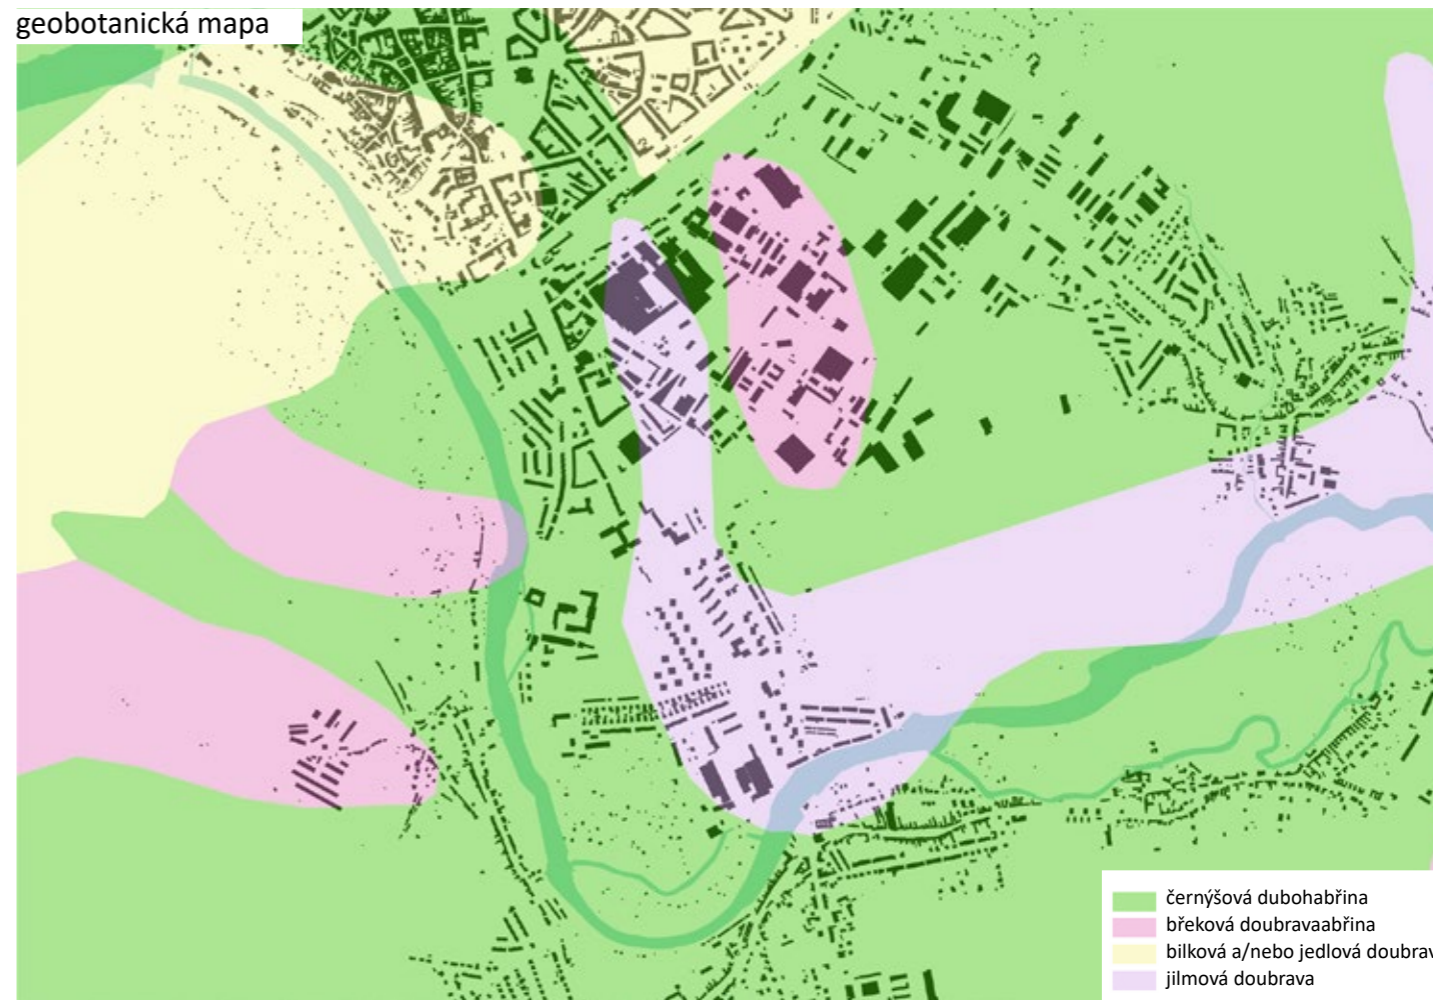 geobotanická mapa
černýšová dubohabřina
břeková doubravaabřina
bilková a/nebo jedlová doubrav
jilmová doubrava